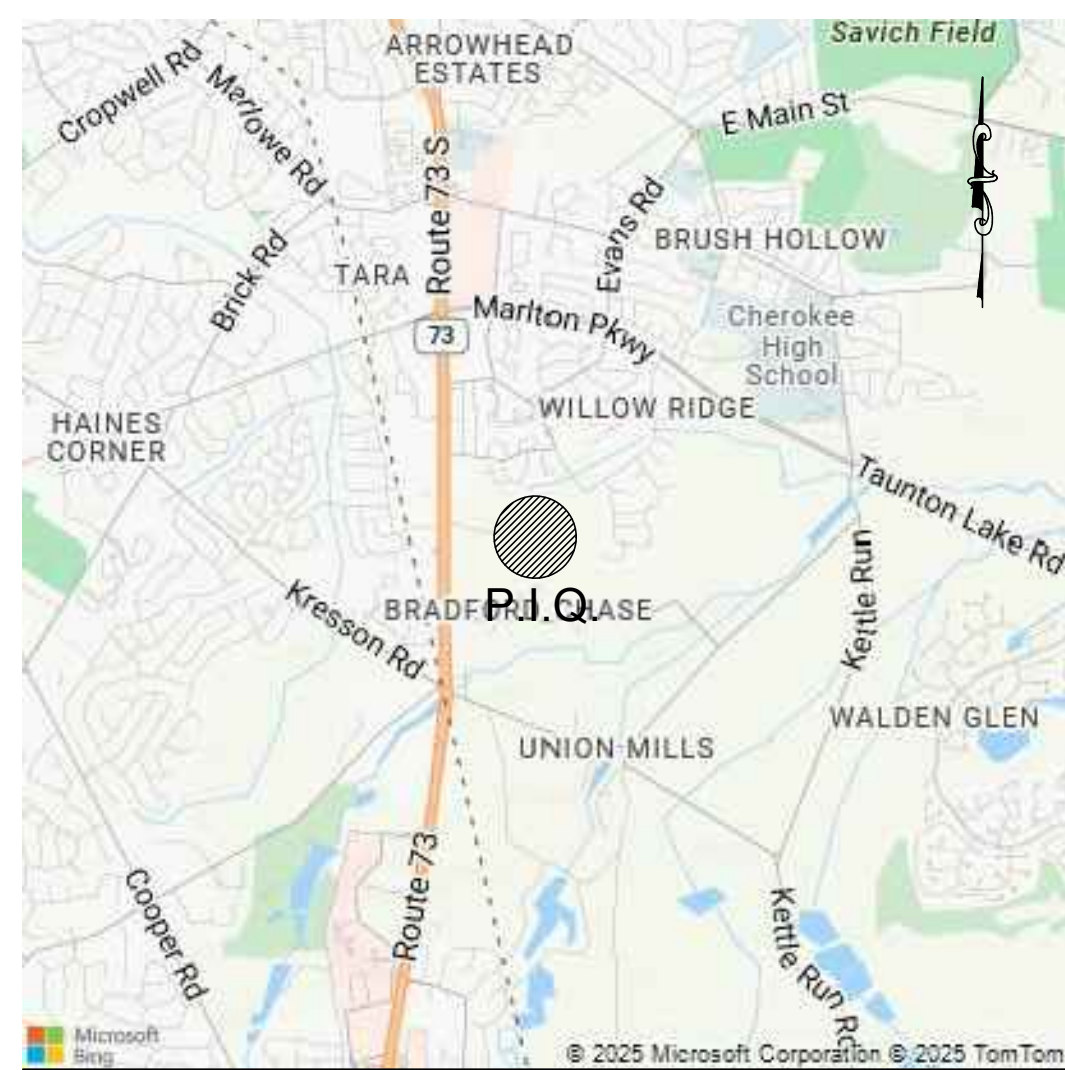 Savich Field
ARROWHEAD
ESTATES
Cropwell Rd
Merlowe Rd
E Main St
Route 73 S
Evans Rd
BRUSH HOLLOW
Brick Rd
TARA
Marlton Pkwy
73
Cherokee
High
School
WILLOW RIDGE
HAINES
CORNER
Taunton Lake Rd
Kettle Run
Kresson Rd
BRADFORD CHASE
P.I.Q.
WALDEN GLEN
UNION MILLS
Route 73
Cooper Rd
Kettle Run Rd
Microsoft
Bing
© 2025 Microsoft Corporation © 2025 TomTom